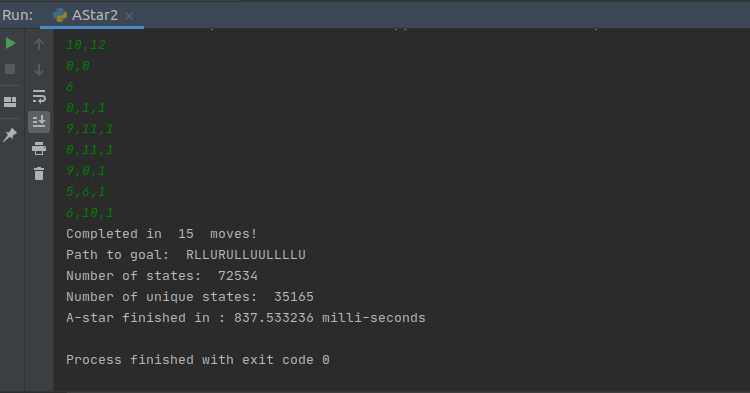 Run: AStar2
10,12
0,0
6
0,1,1
9,11,1
0,11,1
9,0,1
5,6,1
6,10,1
Completed in  15  moves!
Path to goal:  RLLURULLUULLLLU
Number of states:  72534
Number of unique states:  35165
A-star finished in : 837.533236 milli-seconds
Process finished with exit code 0